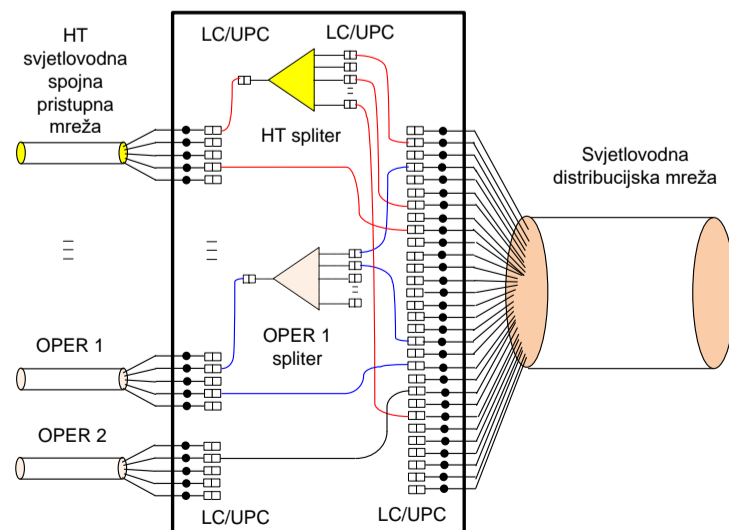 HT
svjetlovodna
spojna
pristupna
mreža
LC/UPC
LC/UPC
HT spliter
Svjetlovodna
distribucijska mreža
OPER 1
spliter
OPER 1
OPER 2
LC/UPC
LC/UPC